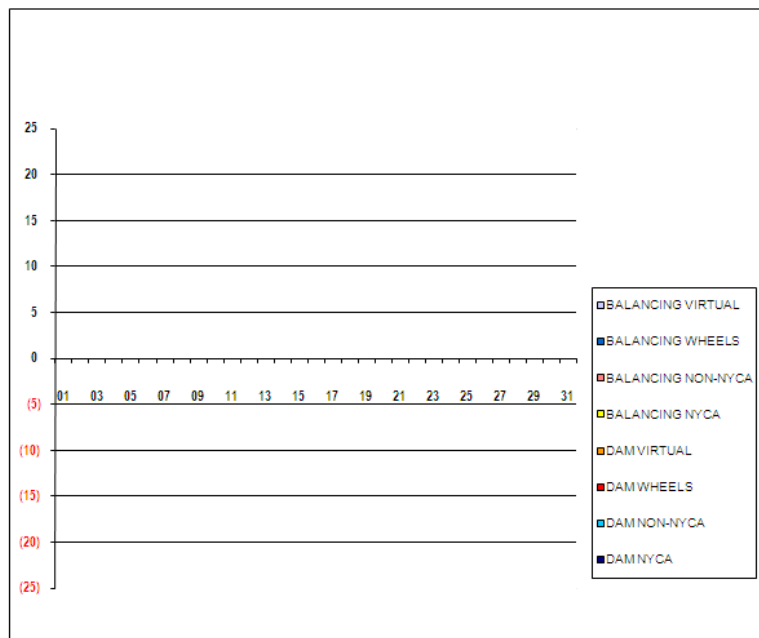 25
20
15
10
5
0
01 03 05 07 09 11 13 15 17 19 21 23 25 27 29 31
(5)
(10)
(15)
(20)
(25)
BALANCING VIRTUAL
BALANCING WHEELS
BALANCING NON-NYCA
BALANCING NYCA
DAM VIRTUAL
DAM WHEELS
DAM NON-NYCA
DAM NYCA